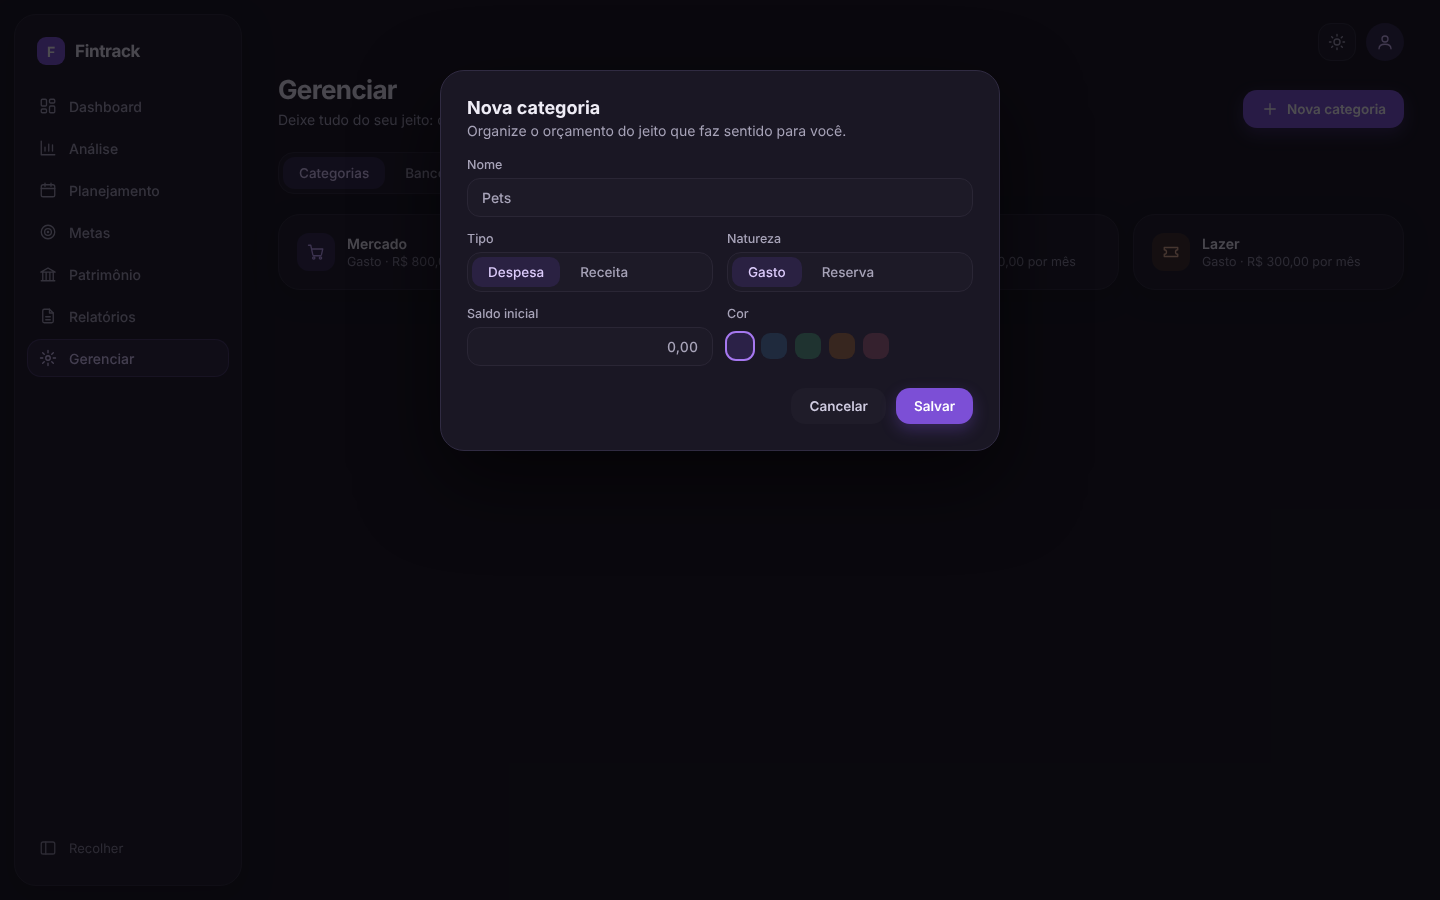 F Fintrack
Dashboard
Análise
Planejamento
Metas
Patrimônio
Relatórios
Gerenciar
Recolher
Gerenciar
Deixe tudo do seu jeito:
Nova categoria
Categorias
Mercado
Gasto · R$ 800,
0,00 por mês
Lazer
Gasto · R$ 300,00 por mês
Nova categoria
Organize o orçamento do jeito que faz sentido para você.
Nome
Pets
Tipo Natureza
Despesa Receita Gasto Reserva
Saldo inicial Cor
0,00
Cancelar Salvar